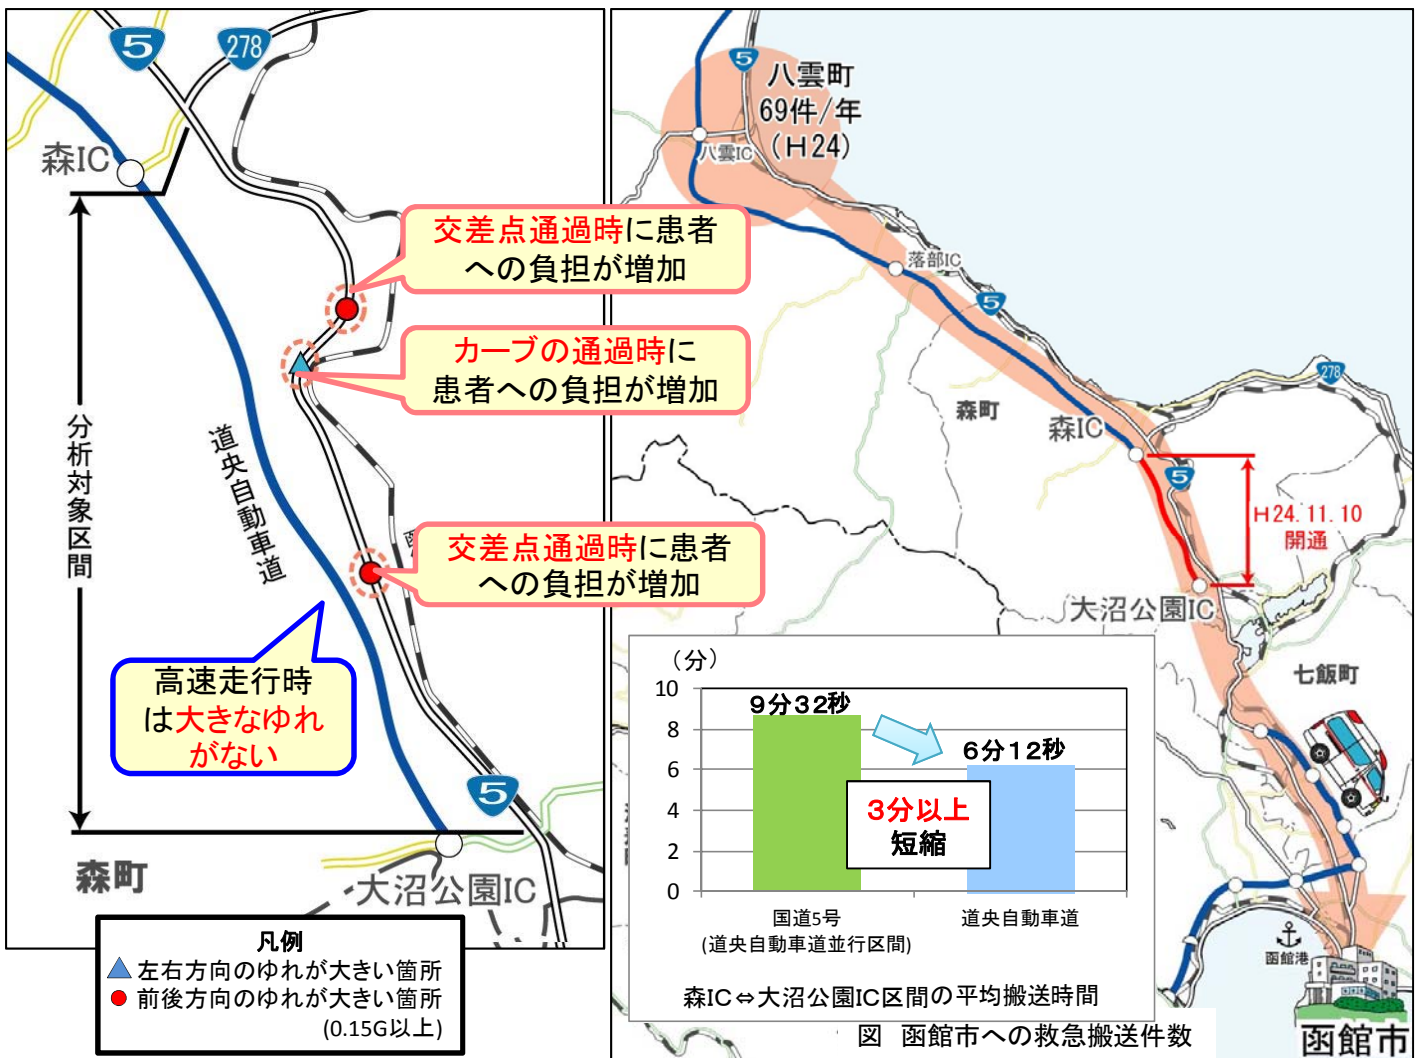 5
278
森IC
交差点通過時に患者
への負担が増加
カーブの通過時に
患者への負担が増加
分析対象区間
道央自動車道
交差点通過時に患者
への負担が増加
高速走行時
は大きなゆれ
がない
5
森町
大沼公園IC
凡例
左右方向のゆれが大きい箇所
前後方向のゆれが大きい箇所
(0.15G以上)
5
八雲町
69件/年
(H24)
八雲IC
落部IC
5
278
森町
森IC
5
H24.11.10
開通
大沼公園IC
七飯町
(分)
10
8
6
4
2
0
9分32秒
6分12秒
3分以上
短縮
国道5号
(道央自動車道並行区間)
道央自動車道
森IC⇔大沼公園IC区間の平均搬送時間
図 函館市への救急搬送件数
函館港
函館市